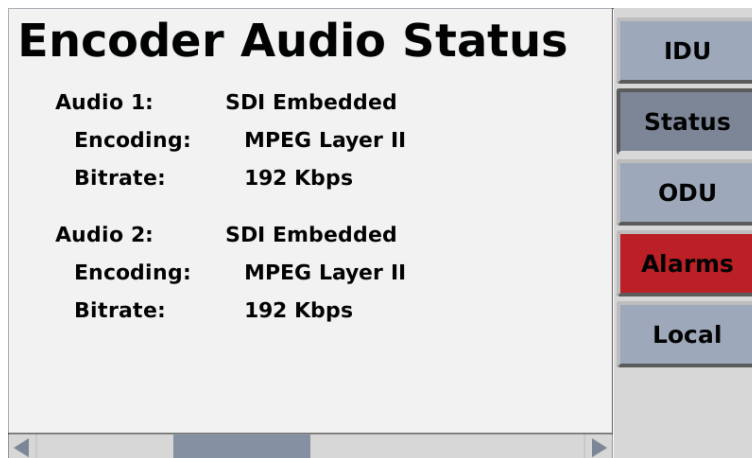 Encoder Audio Status
Audio 1: SDI Embedded
Encoding: MPEG Layer II
Bitrate: 192 Kbps
Audio 2: SDI Embedded
Encoding: MPEG Layer II
Bitrate: 192 Kbps
IDU
Status
ODU
Alarms
Local